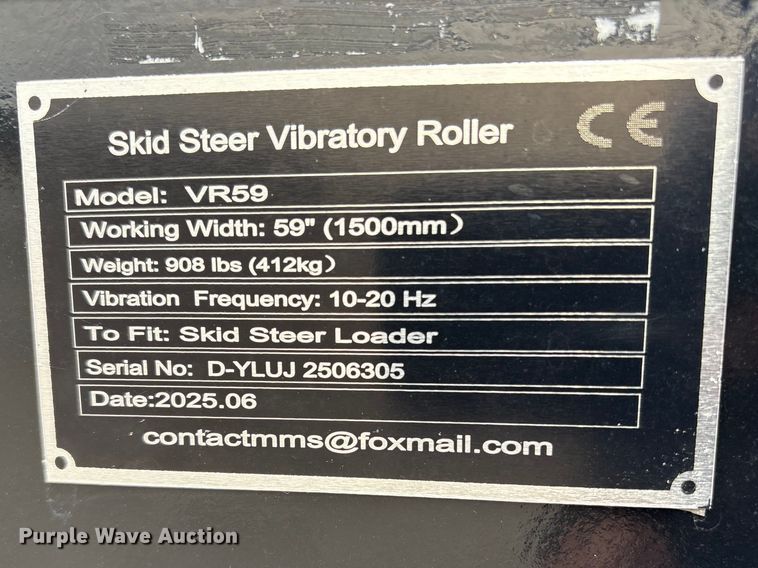 Skid Steer Vibratory Roller CE
Model: VR59
Working Width: 59" (1500mm）
Weight: 908 lbs (412kg）
Vibration Frequency: 10-20 Hz
To Fit: Skid Steer Loader
Serial No: D-YLUJ 2506305
Date:2025.06
contactmms@foxmail.com
Purple Wave Auction